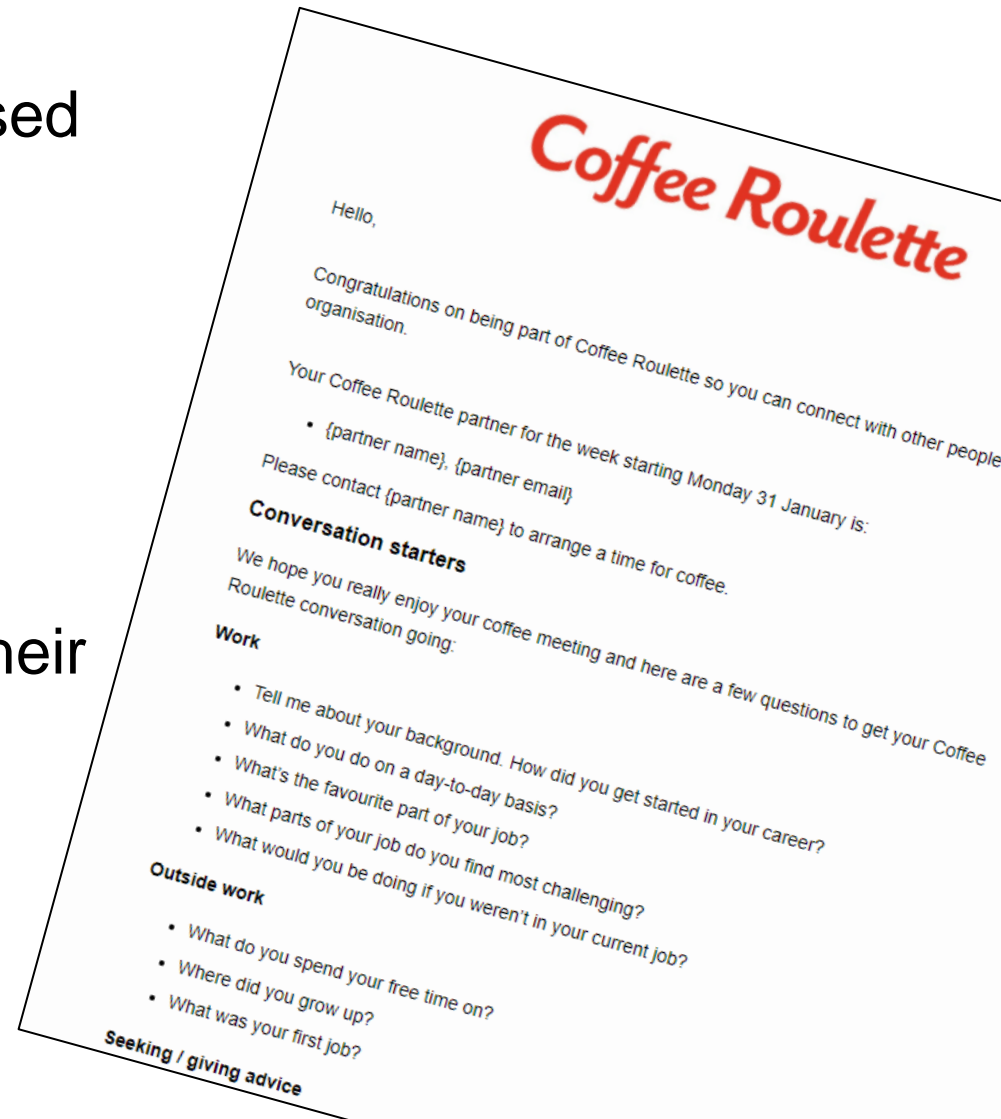 sed
heir
Coffee Roulette
Hello,
Congratulations on being part of Coffee Roulette so you can connect with other people
organisation.
Your Coffee Roulette partner for the week starting Monday 31 January is:
• {partner name}, {partner email}
Please contact {partner name} to arrange a time for coffee.
Conversation starters
We hope you really enjoy your coffee meeting and here are a few questions to get your Coffee
Roulette conversation going:
Work
• Tell me about your background. How did you get started in your career?
• What do you do on a day-to-day basis?
• What's the favourite part of your job?
• What parts of your job do you find most challenging?
• What would you be doing if you weren't in your current job?
Outside work
• What do you spend your free time on?
• Where did you grow up?
• What was your first job?
Seeking / giving advice